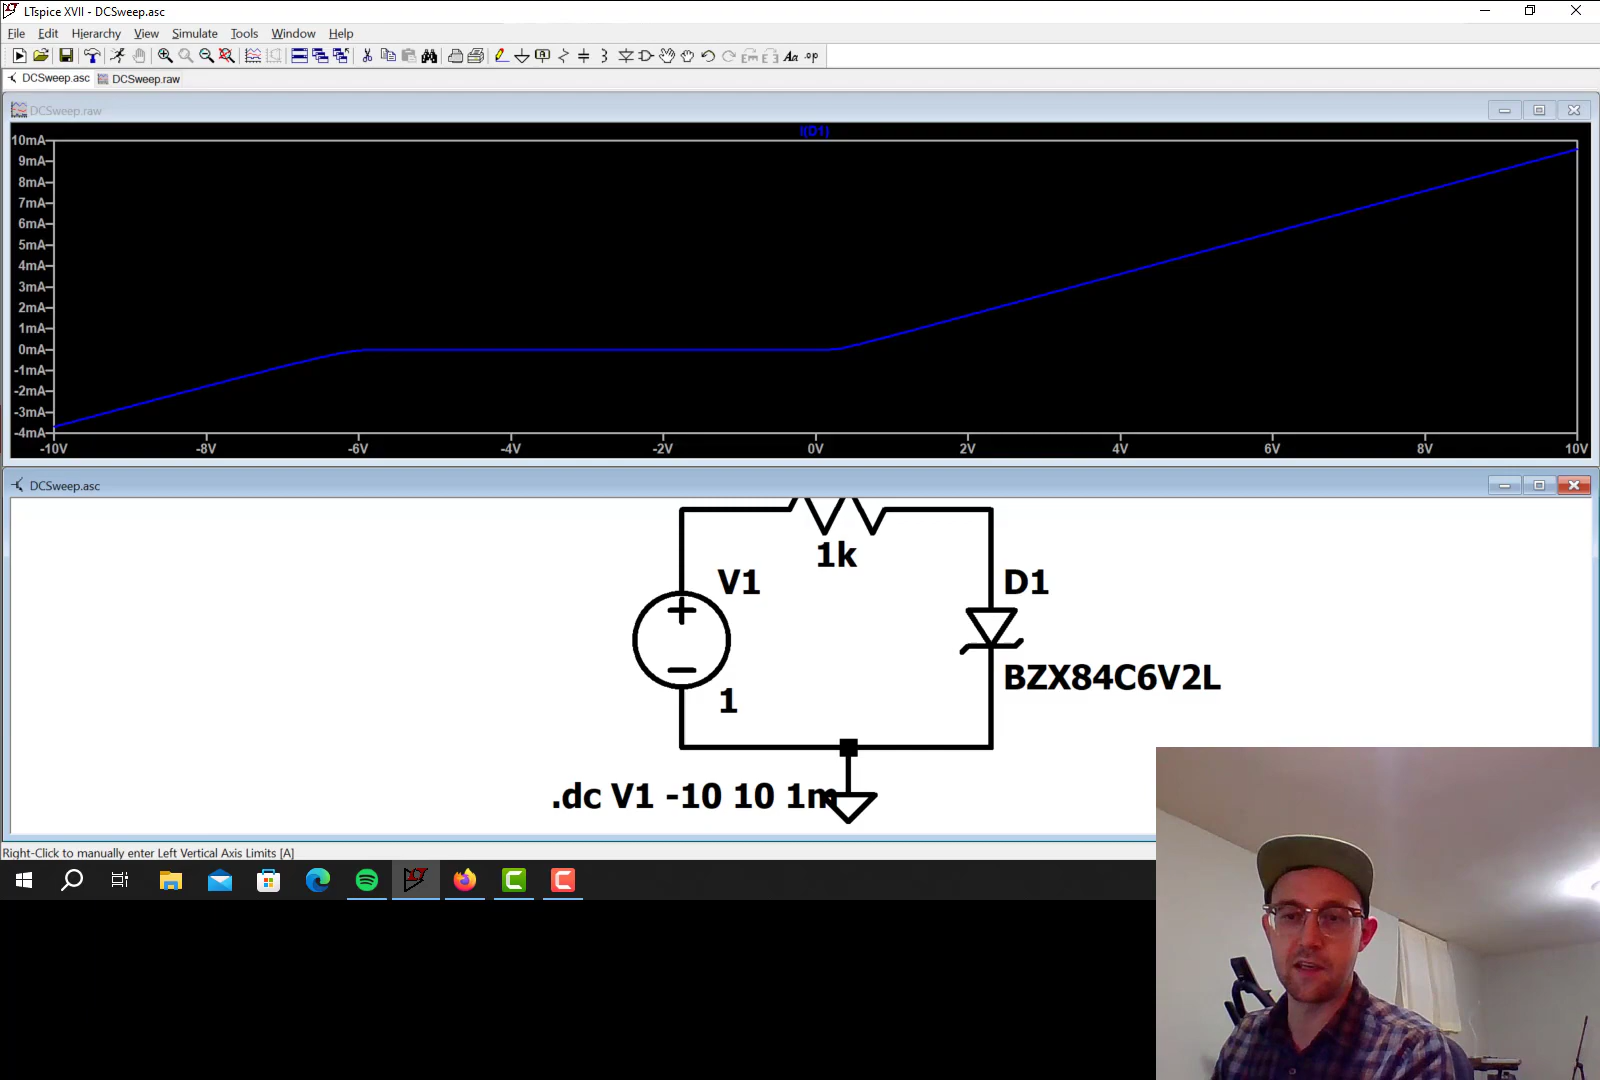 LTspice XVII - DCSweep.asc
File Edit Hierarchy View Simulate Tools Window Help
Aa .op
DCSweep.asc DCSweep.raw
DCSweep.raw
I(D1)
10mA
9mA
8mA
7mA
6mA
5mA
4mA
3mA
2mA
1mA
0mA
-1mA
-2mA
-3mA
-4mA
-10V -8V -6V -4V -2V 0V 2V 4V 6V 8V 10V
DCSweep.asc
1k
V1
D1
BZX84C6V2L
1
.dc V1 -10 10 1m
Right-Click to manually enter Left Vertical Axis Limits [A]